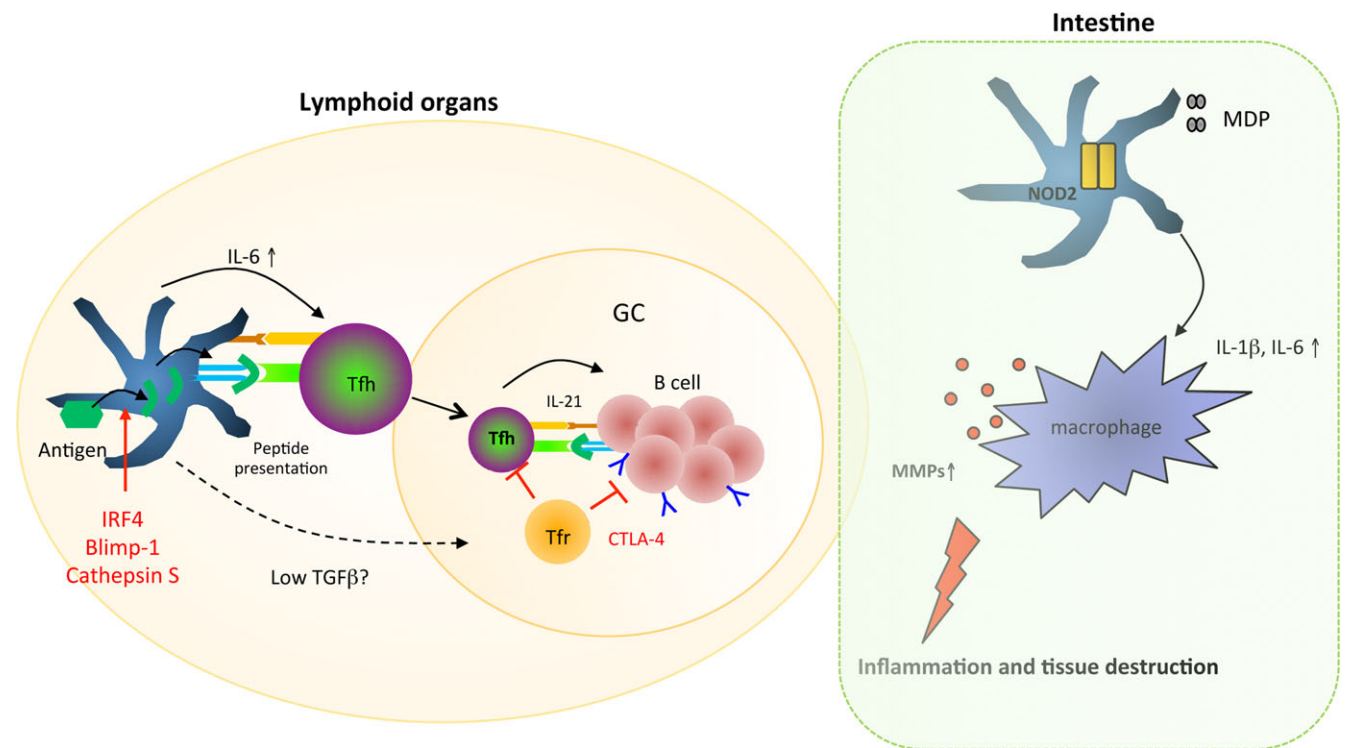 Intestine
Lymphoid organs
MDP
NOD2
IL-6 ↑
GC
IL-1β, IL-6 ↑
B cell
Tfh
IL-21
macrophage
Tfh
Antigen
Peptide
presentation
MMPs↑
IRF4
Blimp-1
Cathepsin S
Tfr
CTLA-4
Low TGFβ?
Inflammation and tissue destruction